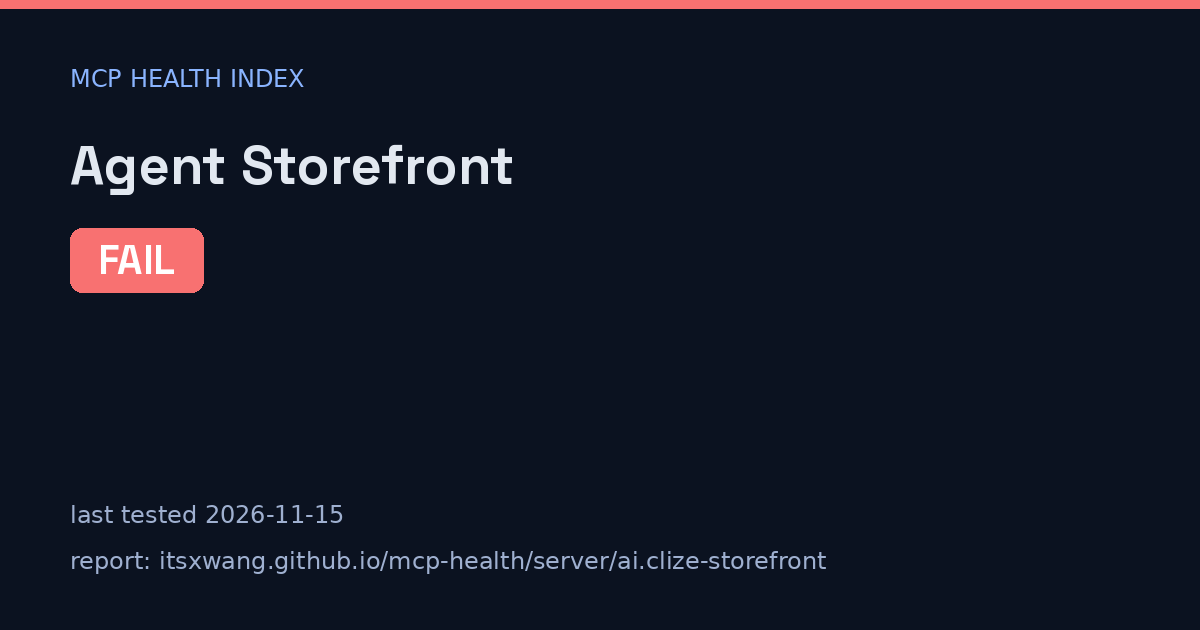 MCP HEALTH INDEX
Agent Storefront
FAIL
last tested 2026-11-15
report: itsxwang.github.io/mcp-health/server/ai.clize-storefront